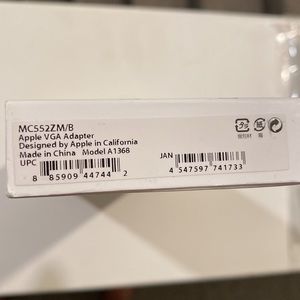 MC552ZM/B
Apple VGA Adapter
Designed by Apple in California
Made in China Model A1368
UPC
8 85909 44744 2
JAN
4 547597 741733